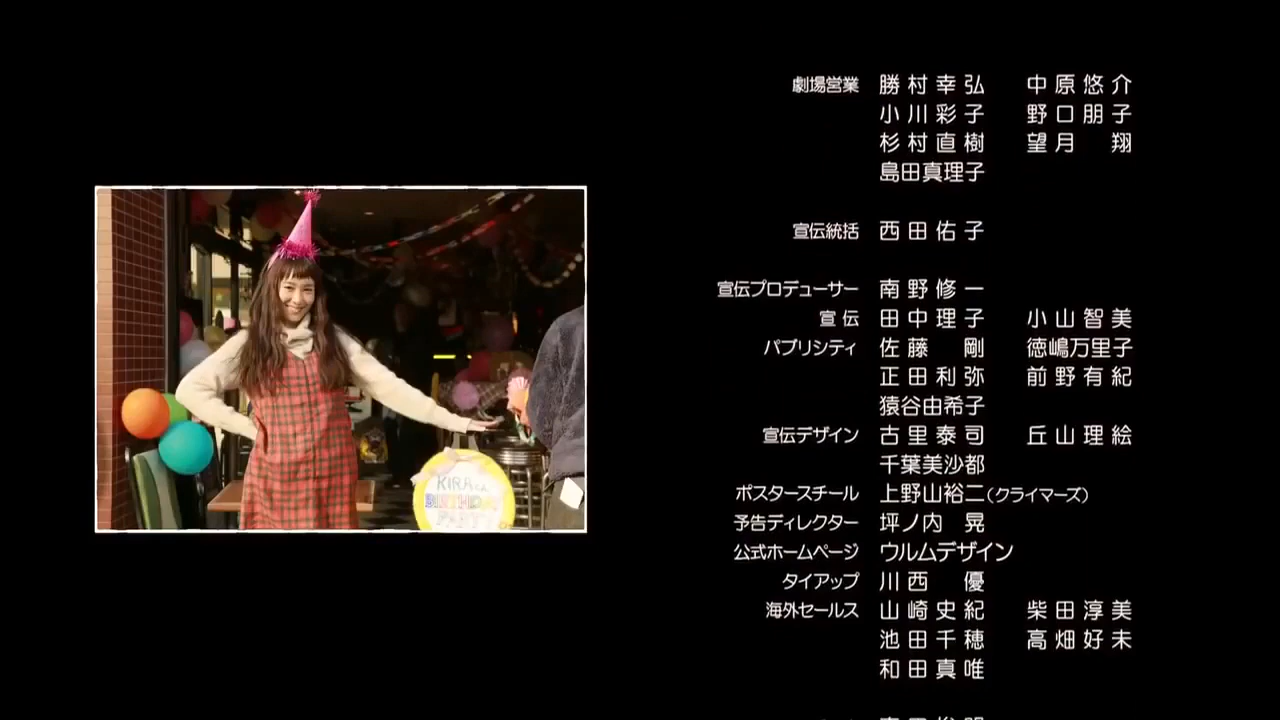 劇場営業 勝村幸弘 中原悠介
小川彩子 野口朋子
杉村直樹 望月 翔
島田真理子
宣伝統括 西田佑子
宣伝プロデューサー 南野修一
宣伝 田中理子 小山智美
パブリシティ 佐藤 剛 徳嶋万里子
正田利弥 前野有紀
猿谷由希子
宣伝デザイン 古里泰司 丘山理絵
千葉美沙都
ポスタースチール 上野山裕二(クライマーズ)
予告ディレクター 坪ノ内 晃
公式ホームページ ウルムデザイン
タイアップ 川西 優
海外セールス 山崎史紀 柴田淳美
池田千穂 高畑好未
和田真唯
KIRA
BIRTHDAY
PARTY